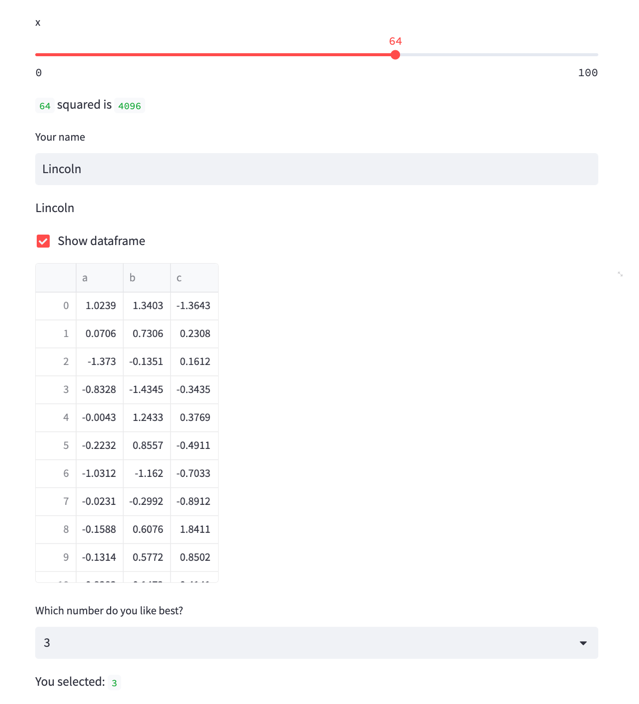 x
64
0 100
64 squared is 4096
Your name
Lincoln
Lincoln
Show dataframe
a b c
0 1.0239 1.3403 -1.3643
1 0.0706 0.7306 0.2308
2 -1.373 -0.1351 0.1612
3 -0.8328 -1.4345 -0.3435
4 -0.0043 1.2433 0.3769
5 -0.2232 0.8557 -0.4911
6 -1.0312 -1.162 -0.7033
7 -0.0231 -0.2992 -0.8912
8 -0.1588 0.6076 1.8411
9 -0.1314 0.5772 0.8502
Which number do you like best?
3
You selected: 3